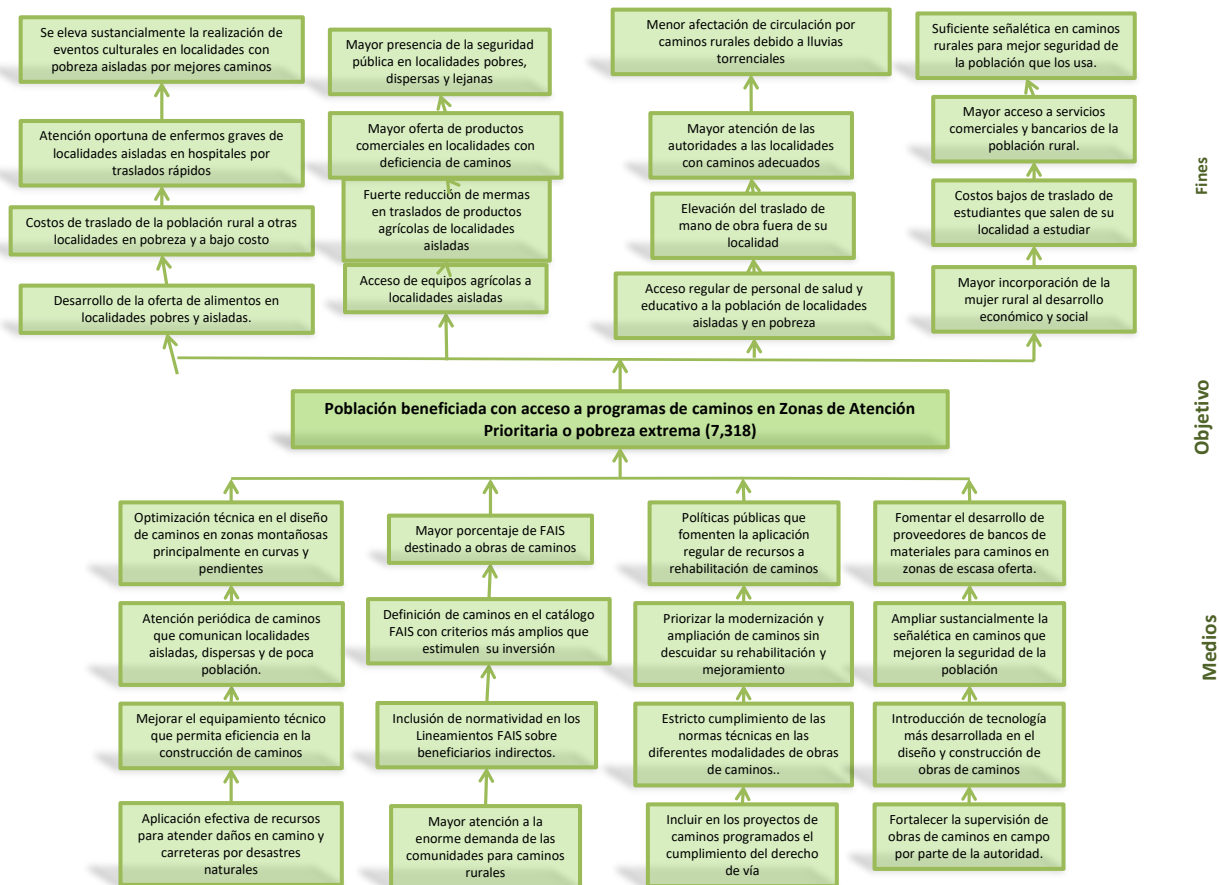 Se eleva sustancialmente la realización de
eventos culturales en localidades con
pobreza aisladas por mejores caminos
Atención oportuna de enfermos graves de
localidades aisladas en hospitales por
traslados rápidos
Costos de traslado de la población rural a otras
localidades en pobreza y a bajo costo
Desarrollo de la oferta de alimentos en
localidades pobres y aisladas.
Mayor presencia de la seguridad
pública en localidades pobres,
dispersas y lejanas
Mayor oferta de productos
comerciales en localidades con
deficiencia de caminos
Fuerte reducción de mermas
en traslados de productos
agrícolas de localidades
aisladas
Acceso de equipos agrícolas a
localidades aisladas
Menor afectación de circulación por
caminos rurales debido a lluvias
torrenciales
Mayor atención de las
autoridades a las localidades
con caminos adecuados
Elevación del traslado de
mano de obra fuera de su
localidad
Acceso regular de personal de salud y
educativo a la población de localidades
aisladas y en pobreza
Suficiente señalética en caminos
rurales para mejor seguridad de
la población que los usa.
Mayor acceso a servicios
comerciales y bancarios de la
población rural.
Costos bajos de traslado de
estudiantes que salen de su
localidad a estudiar
Mayor incorporación de la
mujer rural al desarrollo
económico y social
Fines
Población beneficiada con acceso a programas de caminos en Zonas de Atención
Prioritaria o pobreza extrema (7,318)
Objetivo
Optimización técnica en el diseño
de caminos en zonas montañosas
principalmente en curvas y
pendientes
Atención periódica de caminos
que comunican localidades
aisladas, dispersas y de poca
población.
Mejorar el equipamiento técnico
que permita eficiencia en la
construcción de caminos
Aplicación efectiva de recursos
para atender daños en camino y
carreteras por desastres
naturales
Mayor porcentaje de FAIS
destinado a obras de caminos
Definición de caminos en el catálogo
FAIS con criterios más amplios que
estimulen su inversión
Inclusión de normatividad en los
Lineamientos FAIS sobre
beneficiarios indirectos.
Mayor atención a la
enorme demanda de las
comunidades para caminos
rurales
Políticas públicas que
fomenten la aplicación
regular de recursos a
rehabilitación de caminos
Priorizar la modernización y
ampliación de caminos sin
descuidar su rehabilitación y
mejoramiento
Estricto cumplimiento de las
normas técnicas en las
diferentes modalidades de obras
de caminos..
Incluir en los proyectos de
caminos programados el
cumplimiento del derecho
de vía
Fomentar el desarrollo de
proveedores de bancos de
materiales para caminos en
zonas de escasa oferta.
Ampliar sustancialmente la
señalética en caminos que
mejoren la seguridad de la
población
Introducción de tecnología
más desarrollada en el
diseño y construcción de
obras de caminos
Fortalecer la supervisión de
obras de caminos en campo
por parte de la autoridad.
Medios